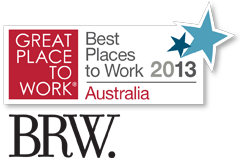 GREAT
PLACE
TO
WORK®
Best
Places
to Work 2013
Australia
BRW.